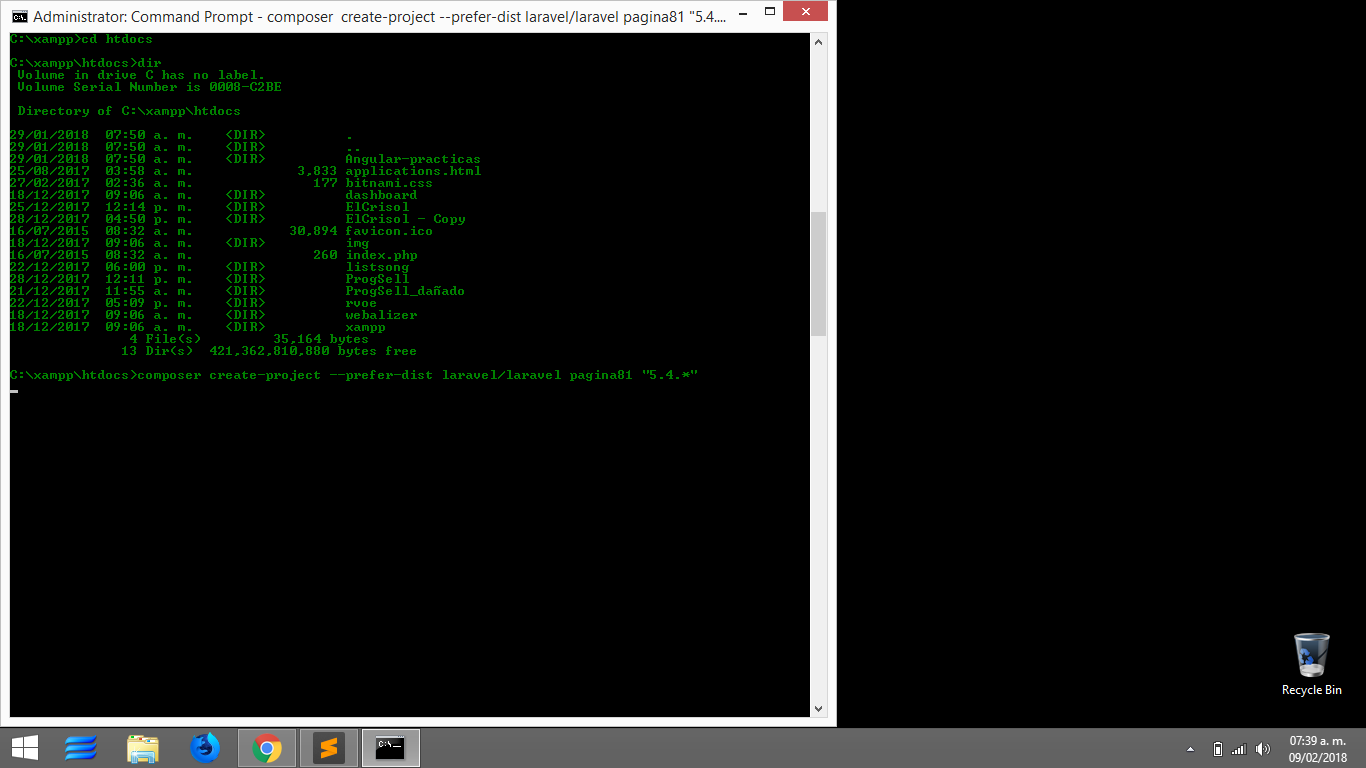 Administrator: Command Prompt - composer  create-project --prefer-dist laravel/laravel pagina81 "5.4....
C:\xampp>cd htdocs
C:\xampp\htdocs>dir
 Volume in drive C has no label.
 Volume Serial Number is 0008-C2BE
 Directory of C:\xampp\htdocs
29/01/2018  07:50 a. m.    <DIR>          .
29/01/2018  07:50 a. m.    <DIR>          ..
29/01/2018  07:50 a. m.    <DIR>          Angular-practicas
25/08/2017  03:58 a. m.             3,833 applications.html
27/02/2017  02:36 a. m.               177 bitnami.css
18/12/2017  09:06 a. m.    <DIR>          dashboard
25/12/2017  12:14 p. m.    <DIR>          ElCrisol
28/12/2017  04:50 p. m.    <DIR>          ElCrisol - Copy
16/07/2015  08:32 a. m.            30,894 favicon.ico
18/12/2017  09:06 a. m.    <DIR>          img
16/07/2015  08:32 a. m.               260 index.php
22/12/2017  06:00 p. m.    <DIR>          listsong
28/12/2017  12:11 p. m.    <DIR>          ProgSell
21/12/2017  11:55 a. m.    <DIR>          ProgSell_dañado
22/12/2017  05:09 p. m.    <DIR>          rvoe
18/12/2017  09:06 a. m.    <DIR>          webalizer
18/12/2017  09:06 a. m.    <DIR>          xampp
               4 File(s)         35,164 bytes
              13 Dir(s)  421,362,810,880 bytes free
C:\xampp\htdocs>composer create-project --prefer-dist laravel/laravel pagina81 "5.4.*"
Recycle Bin
07:39 a. m.
09/02/2018